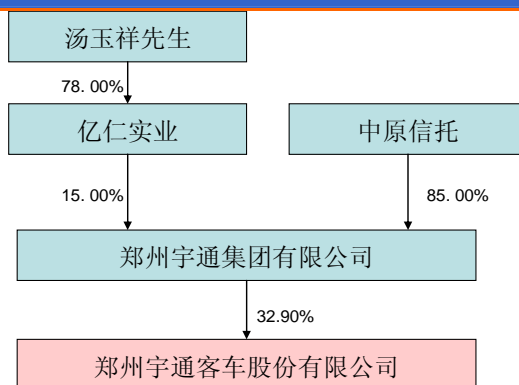 汤玉祥先生
78.00%
亿仁实业
中原信托
15.00%
85.00%
郑州宇通集团有限公司
32.90%
郑州宇通客车股份有限公司